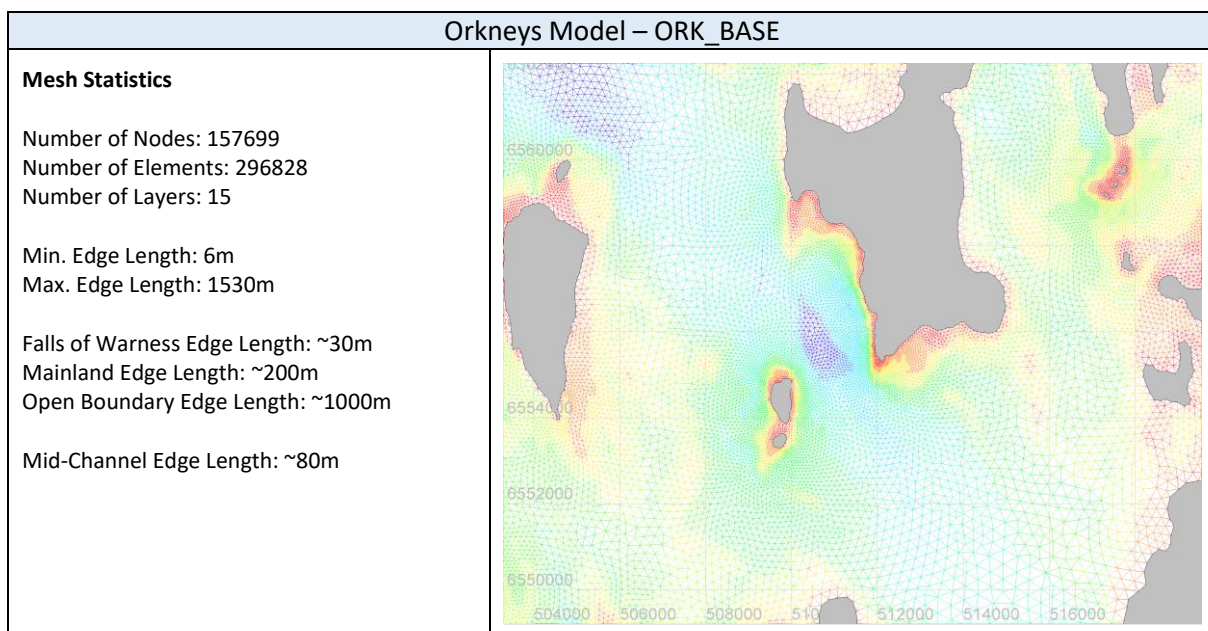 Orkneys Model – ORK_BASE
Mesh Statistics
Number of Nodes: 157699
Number of Elements: 296828
Number of Layers: 15
Min. Edge Length: 6m
Max. Edge Length: 1530m
Falls of Warness Edge Length: ~30m
Mainland Edge Length: ~200m
Open Boundary Edge Length: ~1000m
Mid-Channel Edge Length: ~80m
6560000
6554000
6552000
6550000
504000 506000 508000 512000 514000 516000